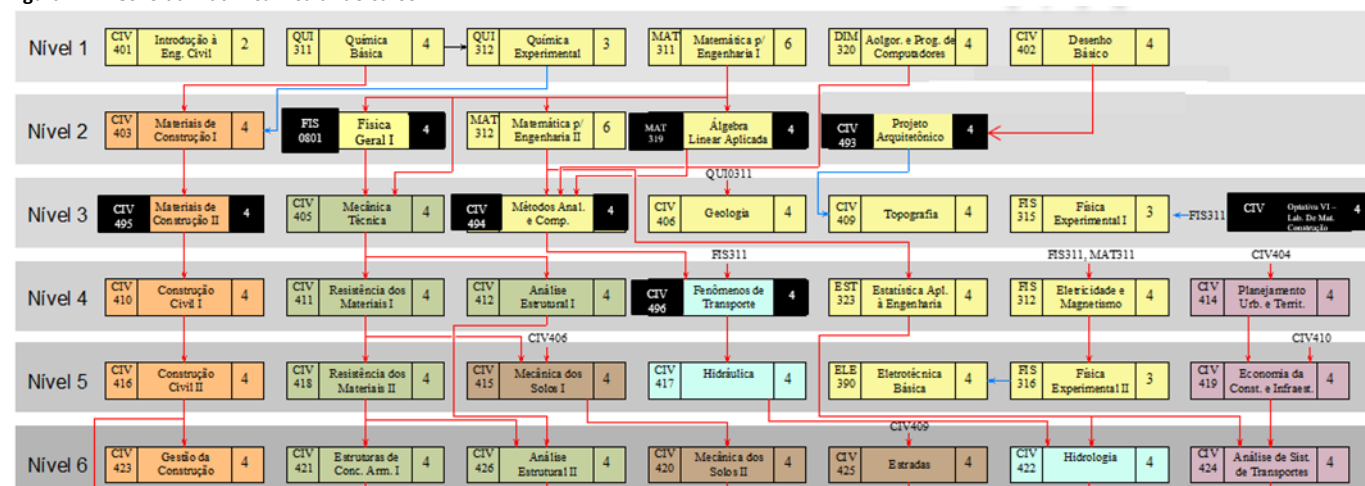 Nível 1
CIV 401 Introdução à Eng. Civil 2
QUI 311 Química Básica 4
QUI 312 Química Experimental 3
MAT 311 Matemática p/ Engenharia I 6
DIM 320 Aolgor. e Prog. de Computadores 4
CIV 402 Desenho Básico 4
Nível 2
CIV 403 Materiais de Construção I 4
FIS 0801 Física Geral I 4
MAT 312 Matemática p/ Engenharia II 6
MAT 319 Álgebra Linear Aplicada 4
CIV 493 Projeto Arquitetônico 4
QUI0311
Nível 3
CIV 495 Materiais de Construção II 4
CIV 405 Mecânica Técnica 4
CIV 494 Métodos Anal. e Comp. 4
CIV 406 Geologia 4
CIV 409 Topografia 4
FIS 315 Física Experimental I 3
FIS311
CIV Optativa VI – Lab. De Mat. Construção 4
FIS311
FIS311, MAT311
CIV404
Nível 4
CIV 410 Construção Civil I 4
CIV 411 Resistência dos Materiais I 4
CIV 412 Análise Estrutural I 4
CIV 496 Fenômenos de Transporte 4
EST 323 Estatística Apl. à Engenharia 4
FIS 312 Eletricidade e Magnetismo 4
CIV 414 Planejamento Urb. e Territ. 4
CIV406
CIV410
Nível 5
CIV 416 Construção Civil II 4
CIV 418 Resistência dos Materiais II 4
CIV 415 Mecânica dos Solos I 4
CIV 417 Hidráulica 4
ELE 390 Eletrotécnica Básica 4
FIS 316 Física Experimental II 3
CIV 419 Economia da Const. e Infraest. 4
CIV409
Nível 6
CIV 423 Gestão da Construção 4
CIV 421 Estruturas de Conc. Arm. I 4
CIV 426 Análise Estrutural II 4
CIV 420 Mecânica dos Solos II 4
CIV 425 Estradas 4
CIV 422 Hidrologia 4
CIV 424 Análise de Sist. de Transportes 4